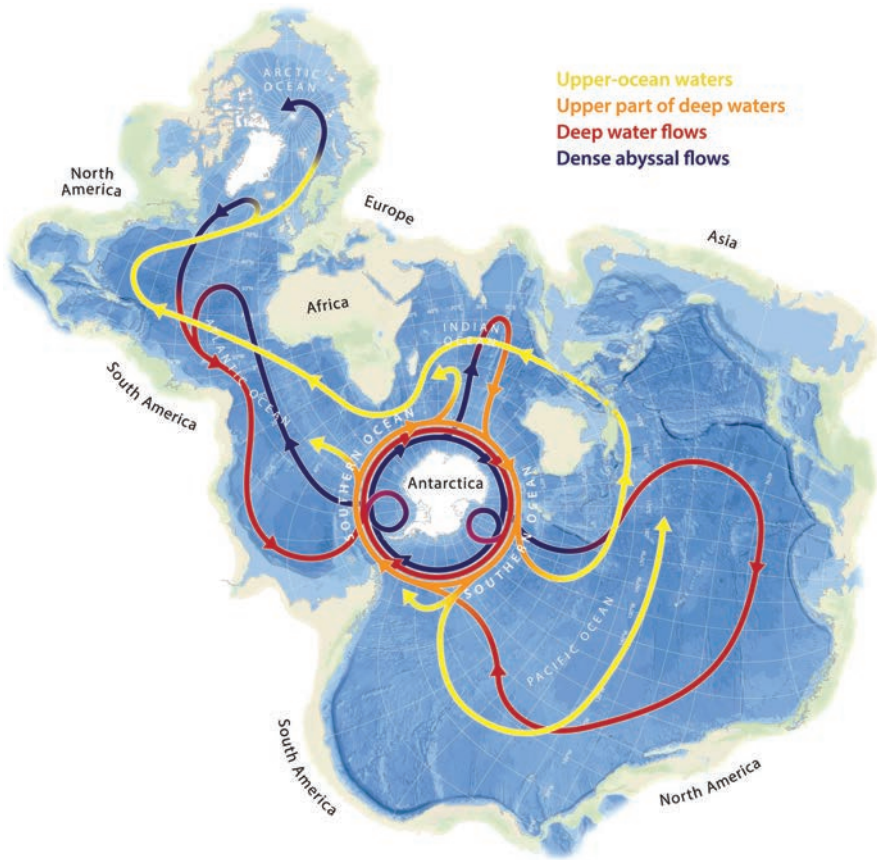 Upper-ocean waters
Upper part of deep waters
Deep water flows
Dense abyssal flows
ARCTIC
OCEAN
North
America
Europe
Asia
Africa
INDIAN
OCEAN
ATLANTIC OCEAN
South America
SOUTHERN OCEAN
Antarctica
SOUTHERN OCEAN
PACIFIC OCEAN
South
America
North America